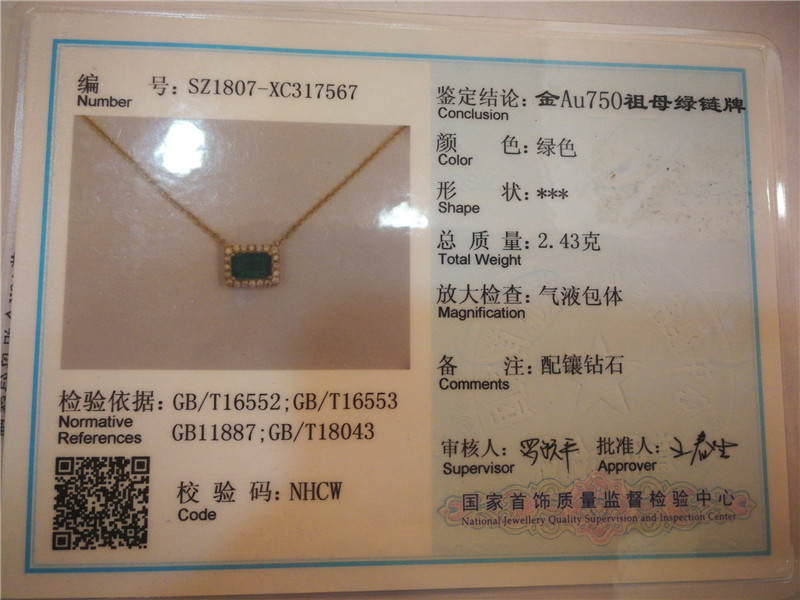 编号: SZ1807-XC317567
Number
检验依据: GB/T16552;GB/T16553
Normative
References
GB11887;GB/T18043
校验码: NHCW
Code
鉴定结论: 金Au750祖母绿链牌
Conclusion
颜色: 绿色
Color
形状: ***
Shape
总质量: 2.43克
Total Weight
放大检查: 气液包体
Magnification
备注: 配镶钻石
Comments
审核人:
Supervisor
批准人:
Approver
国家首饰质量监督检验中心
National Jewellery Quality Supervision and Inspection Center